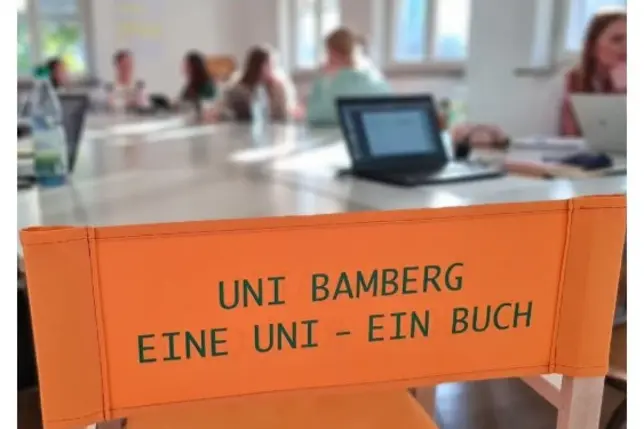 UNI BAMBERG
EINE UNI – EIN BUCH